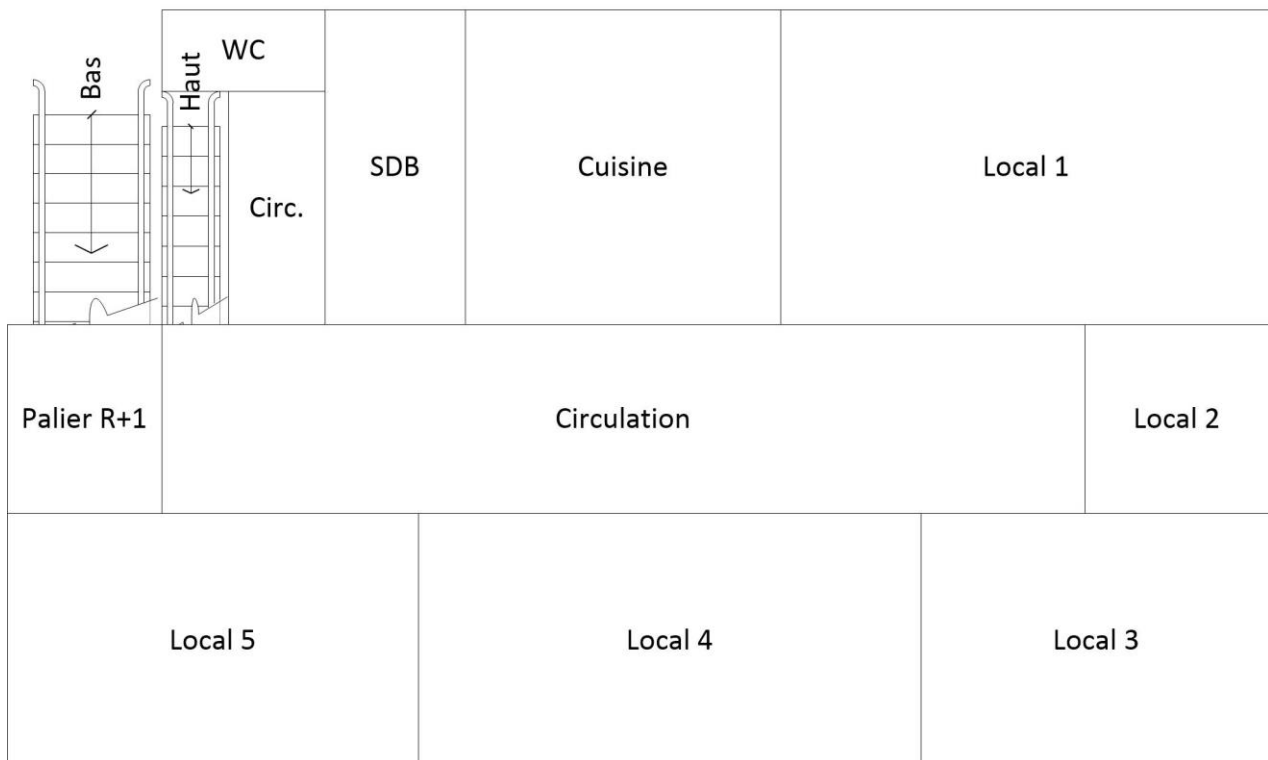 WC
Bas
Haut
SDB
Cuisine
Local 1
Circ.
Palier R+1
Circulation
Local 2
Local 5
Local 4
Local 3